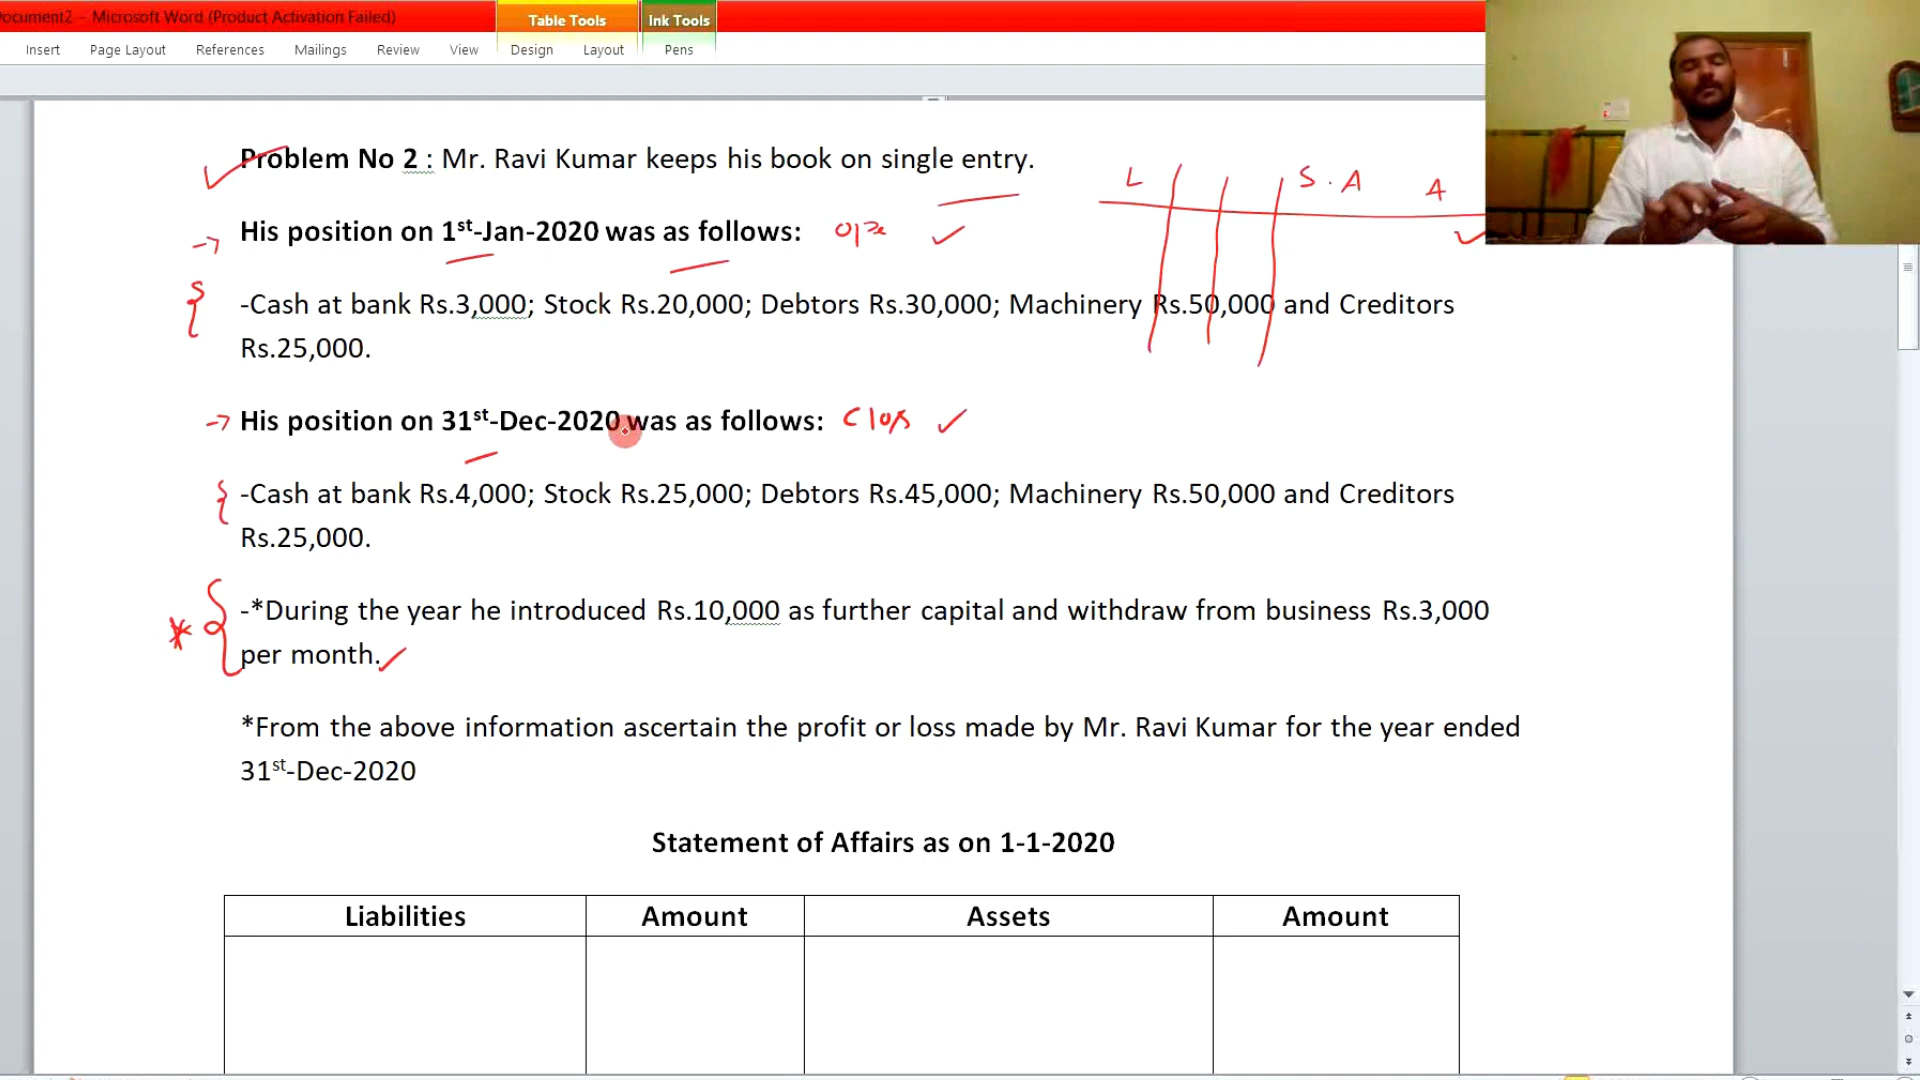 ocument2 - Microsoft Word (Product Activation Failed)
Table Tools
Ink Tools
Insert Page Layout References Mailings Review View Design Layout Pens
Problem No 2 : Mr. Ravi Kumar keeps his book on single entry.
L S.A A
His position on 1st-Jan-2020 was as follows:
-Cash at bank Rs.3,000; Stock Rs.20,000; Debtors Rs.30,000; Machinery Rs.50,000 and Creditors
Rs.25,000.
His position on 31st-Dec-2020 was as follows:
-Cash at bank Rs.4,000; Stock Rs.25,000; Debtors Rs.45,000; Machinery Rs.50,000 and Creditors
Rs.25,000.
-*During the year he introduced Rs.10,000 as further capital and withdraw from business Rs.3,000
per month.
*From the above information ascertain the profit or loss made by Mr. Ravi Kumar for the year ended
31st-Dec-2020
Statement of Affairs as on 1-1-2020
Liabilities Amount Assets Amount